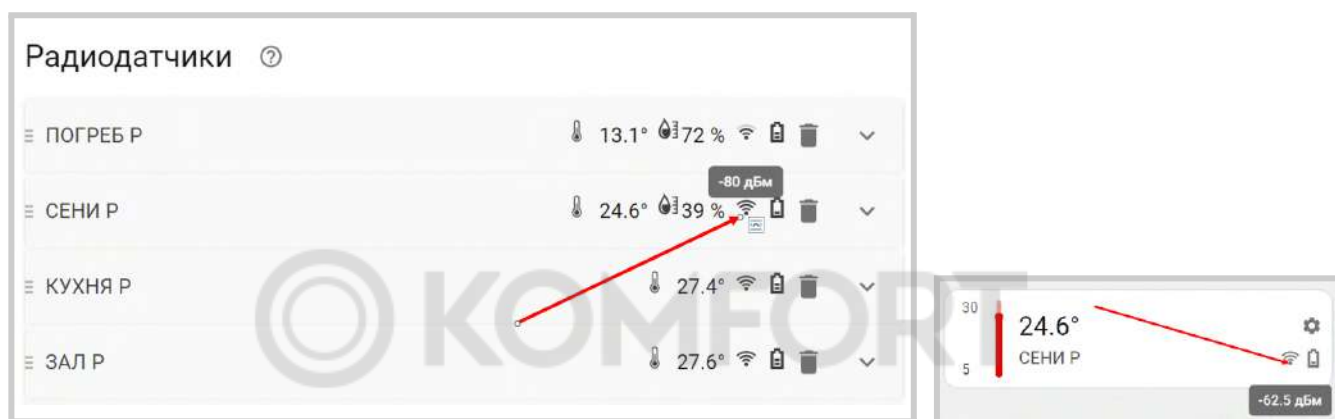 Радиодатчики ?
ПОГРЕБ Р 13.1° 72 %
-80 дБм
СЕНИ Р 24.6° 39 %
КУХНЯ Р 27.4°
ЗАЛ Р 27.6°
KOMFORT
30
24.6°
СЕНИ Р
5
-62.5 дБм